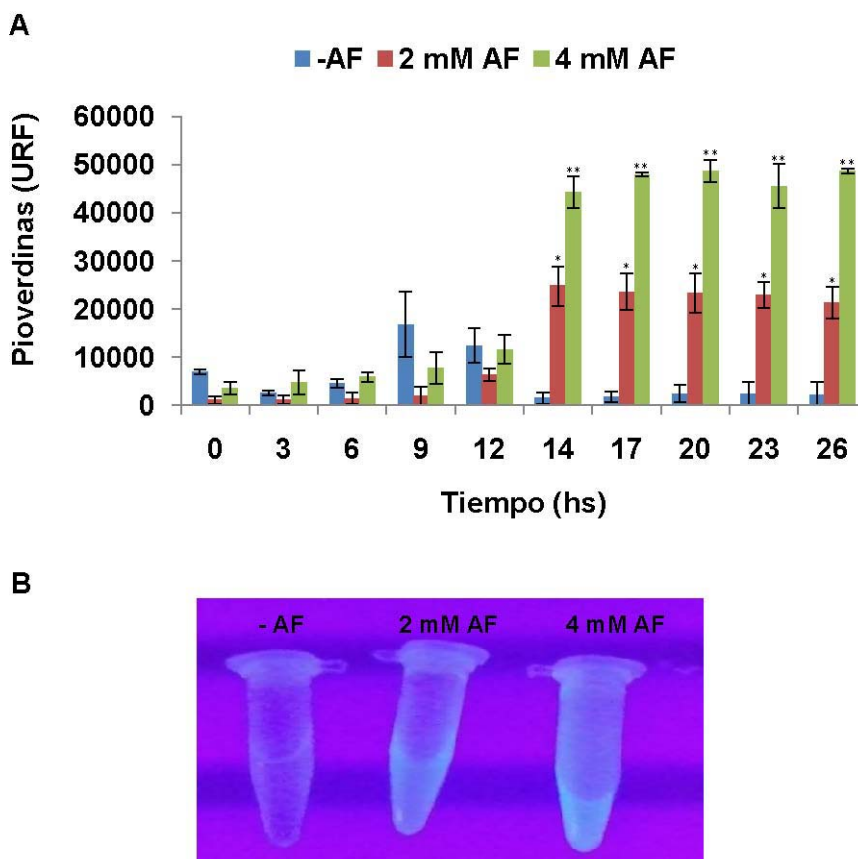 A
-AF 2 mM AF 4 mM AF
Pioverdinas (URF)
60000
50000
40000
30000
20000
10000
0
** ** ** ** **
* * * * *
0 3 6 9 12 14 17 20 23 26
Tiempo (hs)
B
- AF 2 mM AF 4 mM AF